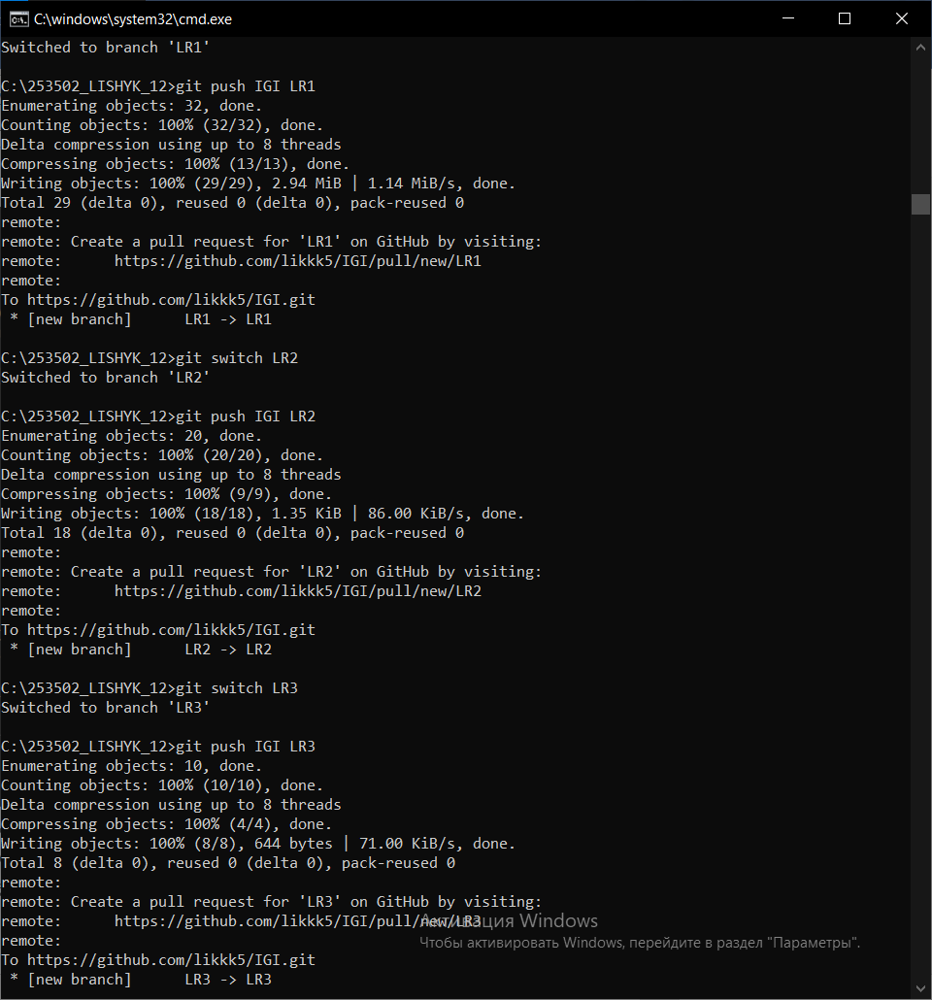 C:\windows\system32\cmd.exe
Switched to branch 'LR1'
C:\253502_LISHYK_12>git push IGI LR1
Enumerating objects: 32, done.
Counting objects: 100% (32/32), done.
Delta compression using up to 8 threads
Compressing objects: 100% (13/13), done.
Writing objects: 100% (29/29), 2.94 MiB | 1.14 MiB/s, done.
Total 29 (delta 0), reused 0 (delta 0), pack-reused 0
remote:
remote: Create a pull request for 'LR1' on GitHub by visiting:
remote:      https://github.com/likkk5/IGI/pull/new/LR1
remote:
To https://github.com/likkk5/IGI.git
 * [new branch]      LR1 -> LR1
C:\253502_LISHYK_12>git switch LR2
Switched to branch 'LR2'
C:\253502_LISHYK_12>git push IGI LR2
Enumerating objects: 20, done.
Counting objects: 100% (20/20), done.
Delta compression using up to 8 threads
Compressing objects: 100% (9/9), done.
Writing objects: 100% (18/18), 1.35 KiB | 86.00 KiB/s, done.
Total 18 (delta 0), reused 0 (delta 0), pack-reused 0
remote:
remote: Create a pull request for 'LR2' on GitHub by visiting:
remote:      https://github.com/likkk5/IGI/pull/new/LR2
remote:
To https://github.com/likkk5/IGI.git
 * [new branch]      LR2 -> LR2
C:\253502_LISHYK_12>git switch LR3
Switched to branch 'LR3'
C:\253502_LISHYK_12>git push IGI LR3
Enumerating objects: 10, done.
Counting objects: 100% (10/10), done.
Delta compression using up to 8 threads
Compressing objects: 100% (4/4), done.
Writing objects: 100% (8/8), 644 bytes | 71.00 KiB/s, done.
Total 8 (delta 0), reused 0 (delta 0), pack-reused 0
remote:
remote: Create a pull request for 'LR3' on GitHub by visiting:
remote:      https://github.com/likkk5/IGI/pull/new/LR3
Активация Windows
remote:
Чтобы активировать Windows, перейдите в раздел "Параметры".
To https://github.com/likkk5/IGI.git
 * [new branch]      LR3 -> LR3